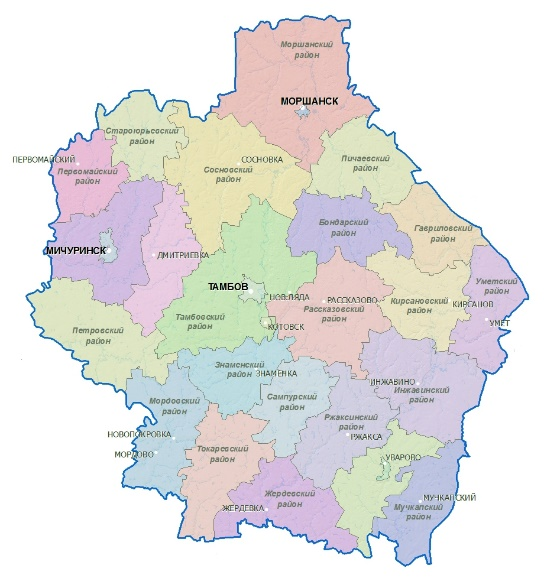 Моршанский
район
МОРШАНСК
Староюрьевский
район
ПЕРВОМАЙСКИЙ
Первомайский
район
СОСНОВКА
Сосновский
район
Пичаевский
район
Бондарский
район
Гавриловский
район
МИЧУРИНСК
ДМИТРИЕВКА
Уметский
район
ТАМБОВ
НОВ.ЛЯДА
РАССКАЗОВО
Рассказовский
район
Кирсановский
район
КИРСАНОВ
УМЕТ
Тамбовский
район
КОТОВСК
Петровский
район
Знаменский
район
ЗНАМЕНКА
ИНЖАВИНО
Инжавинский
район
Мордовский
район
Сампурский
район
Ржаксинский
район
РЖАКСА
НОВОПОКРОВКА
МОРДОВО
Токаревский
район
УВАРОВО
Жердевский
район
ЖЕРДЕВКА
МУЧКАПСКИЙ
Мучкапский
район